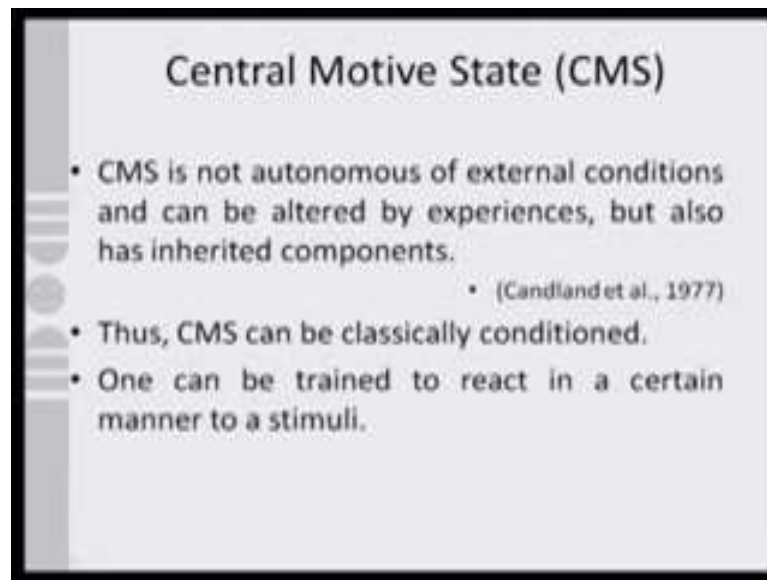 Central Motive State (CMS)
• CMS is not autonomous of external conditions
and can be altered by experiences, but also
has inherited components.
• (Candland et al., 1977)
• Thus, CMS can be classically conditioned.
• One can be trained to react in a certain
manner to a stimuli.